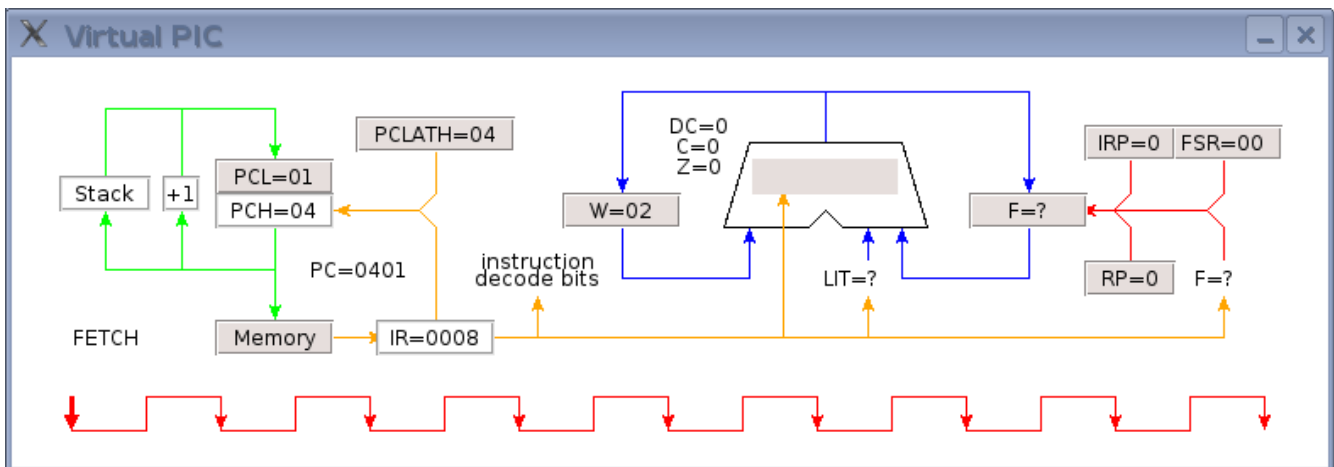 Virtual PIC
PCLATH=04
DC=0
C=0
Z=0
IRP=0 FSR=00
PCL=01
Stack +1
PCH=04
W=02
F=?
PC=0401
instruction
decode bits
LIT=?
RP=0 F=?
FETCH
Memory
IR=0008